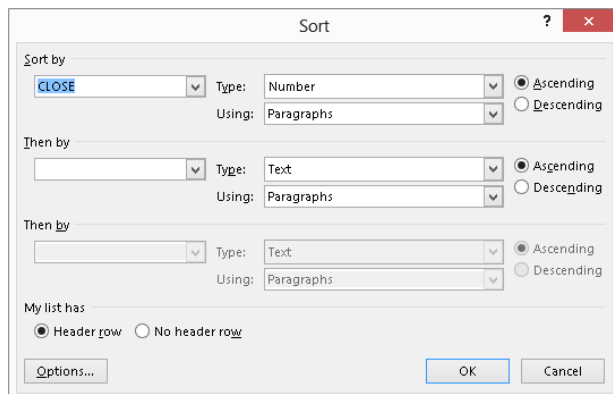 Sort ?
Sort by
CLOSE Type: Number Ascending
Using: Paragraphs Descending
Then by
Type: Text Ascending
Using: Paragraphs Descending
Then by
Type: Text Ascending
Using: Paragraphs Descending
My list has
Header row No header row
Options... OK Cancel